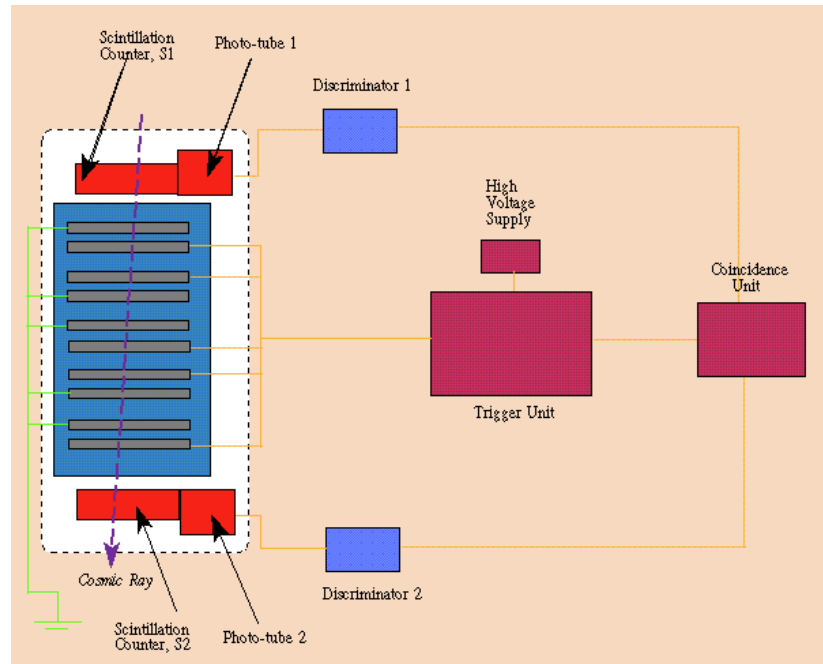 Scintillation
Counter, S1
Photo-tube 1
Discriminator 1
High
Voltage
Supply
Coincidence
Unit
Trigger Unit
Cosmic Ray
Discriminator 2
Scintillation
Counter, S2
Photo-tube 2